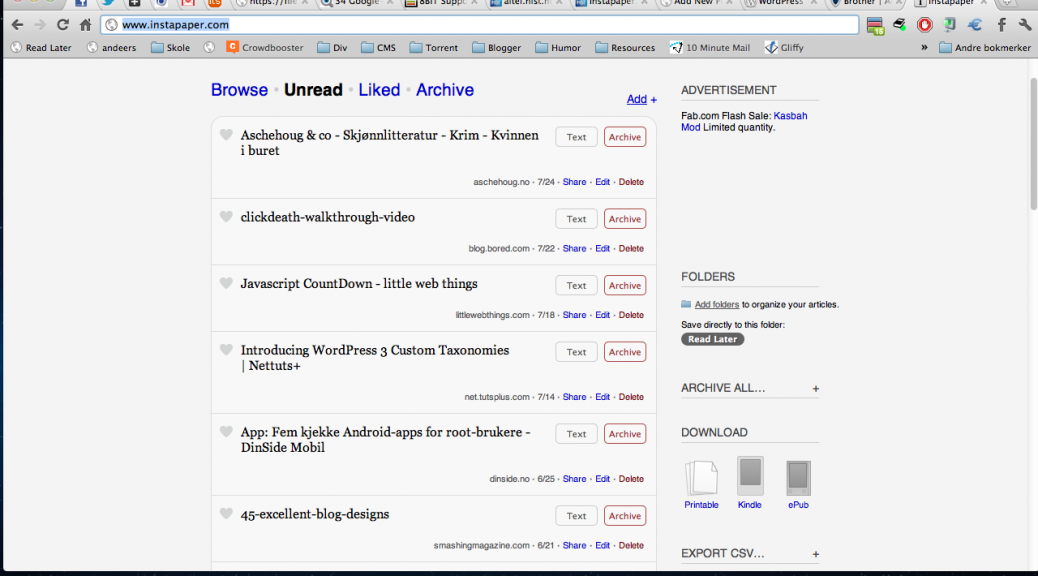 https://
34 Google
8BIT Suppo
Instapaper
Add New P
WordPress
Brother | A
Instapaper
www.instapaper.com
18
Read Later
andeers
Skole
Crowdbooster
Div
CMS
Torrent
Blogger
Humor
Resources
10 Minute Mail
Gliffy
»
Andre bokmerker
Browse • Unread • Liked • Archive
Add +
Aschehoug & co - Skjønnlitteratur - Krim - Kvinnen
i buret
Text
Archive
aschehoug.no • 7/24 • Share • Edit • Delete
clickdeath-walkthrough-video
Text
Archive
blog.bored.com • 7/22 • Share • Edit • Delete
Javascript CountDown - little web things
Text
Archive
littlewebthings.com • 7/18 • Share • Edit • Delete
Introducing WordPress 3 Custom Taxonomies
| Nettuts+
Text
Archive
net.tutsplus.com • 7/14 • Share • Edit • Delete
App: Fem kjekke Android-apps for root-brukere -
DinSide Mobil
Text
Archive
dinside.no • 6/25 • Share • Edit • Delete
45-excellent-blog-designs
Text
Archive
smashingmagazine.com • 6/21 • Share • Edit • Delete
ADVERTISEMENT
Fab.com Flash Sale: Kasbah
Mod Limited quantity.
FOLDERS
Add folders to organize your articles.
Save directly to this folder:
Read Later
ARCHIVE ALL... +
DOWNLOAD
Printable
Kindle
ePub
EXPORT CSV... +